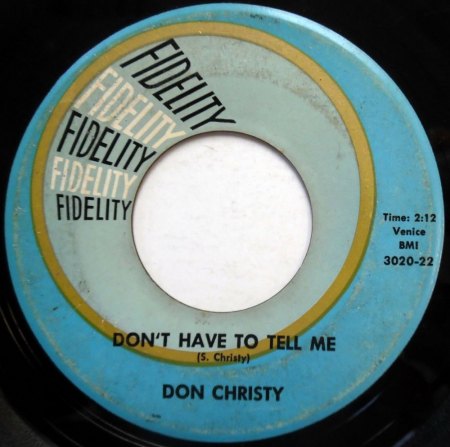 FIDELITY
FIDELITY
FIDELITY
FIDELITY
FIDELITY
Time: 2:12
Venice
BMI
3020-22
DON'T HAVE TO TELL ME
(S. Christy)
DON CHRISTY